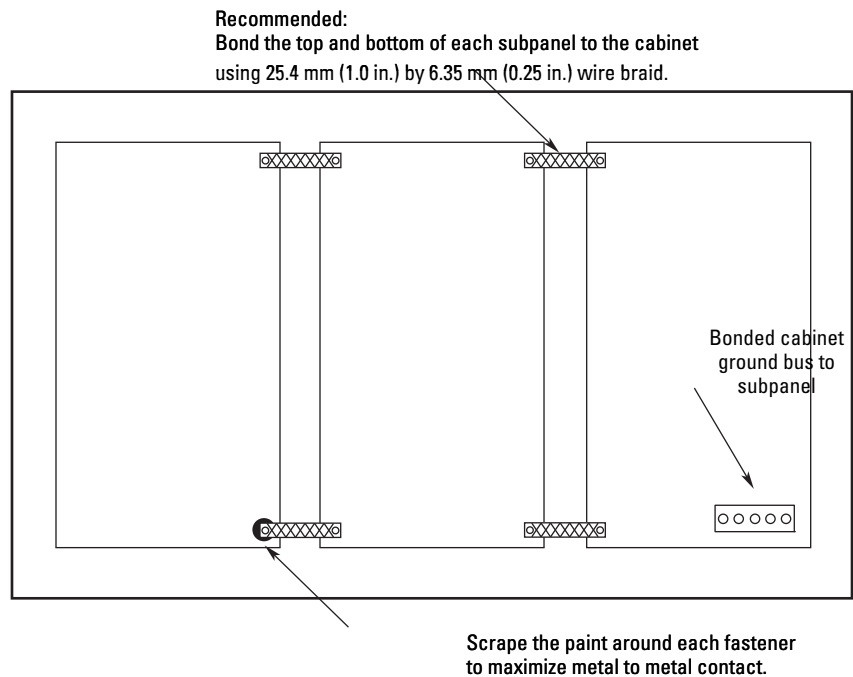 Recommended:
Bond the top and bottom of each subpanel to the cabinet
using 25.4 mm (1.0 in.) by 6.35 mm (0.25 in.) wire braid.
Bonded cabinet
ground bus to
subpanel
Scrape the paint around each fastener
to maximize metal to metal contact.